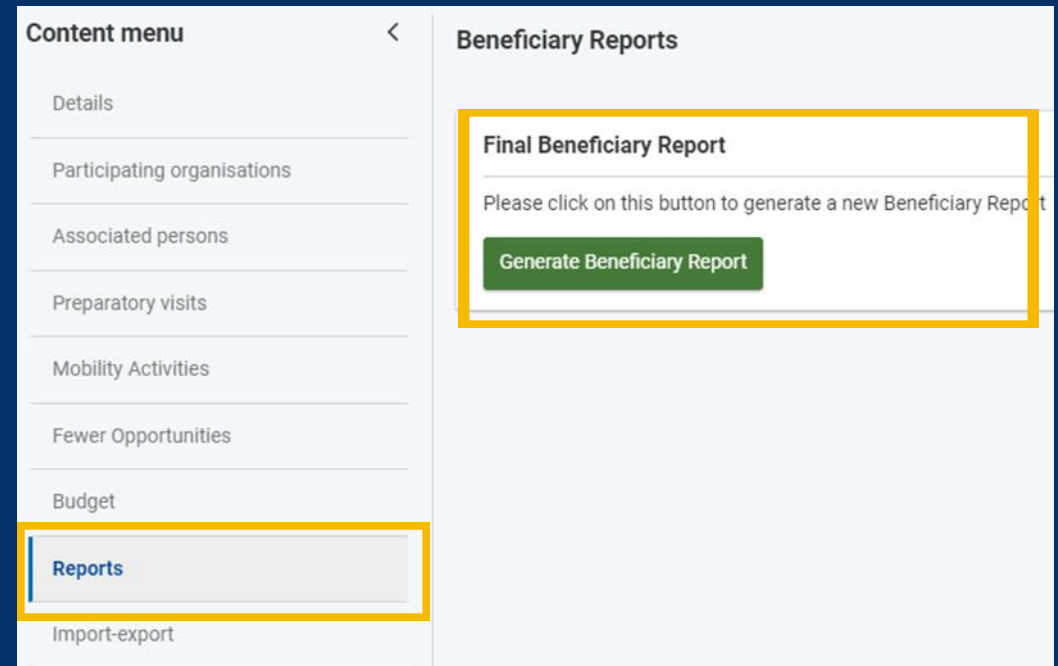 Content menu
Details
Participating organisations
Associated persons
Preparatory visits
Mobility Activities
Fewer Opportunities
Budget
Reports
Import-export
Beneficiary Reports
Final Beneficiary Report
Please click on this button to generate a new Beneficiary Report
Generate Beneficiary Report